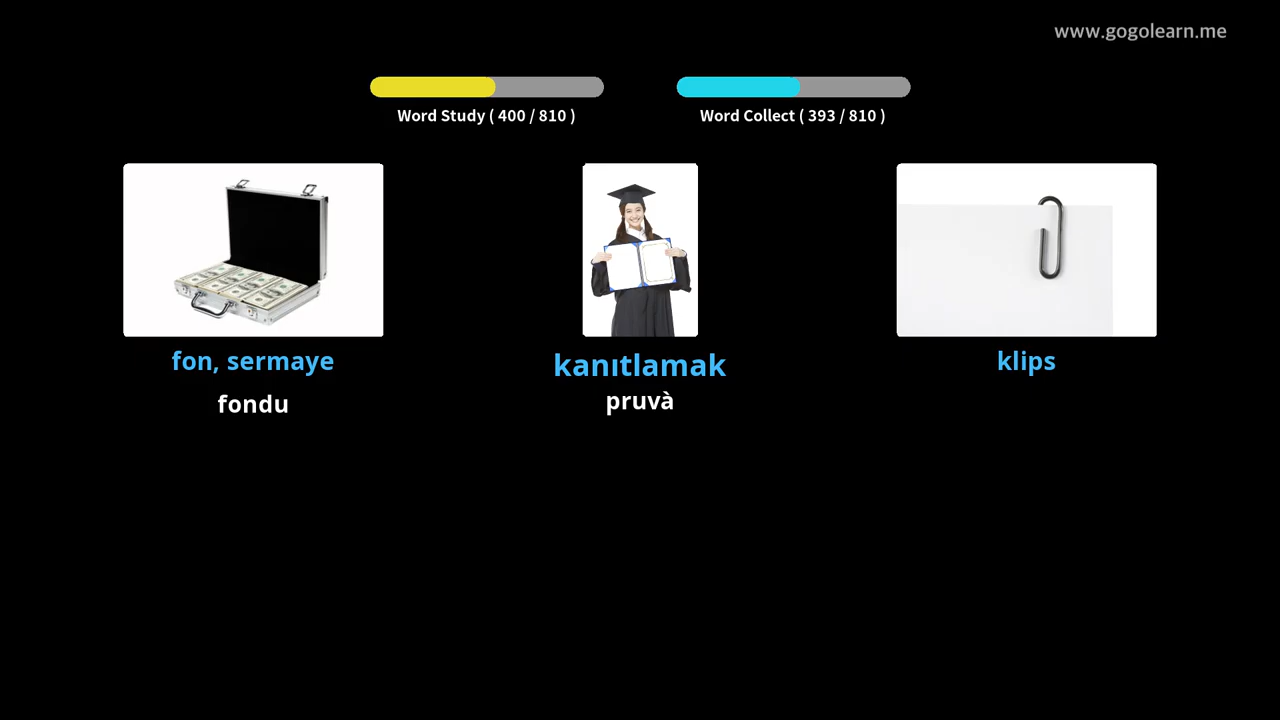 www.gogolearn.me
Word Study ( 400 / 810 )
Word Collect ( 393 / 810 )
fon, sermaye
fondu
kanıtlamak
pruvà
klips